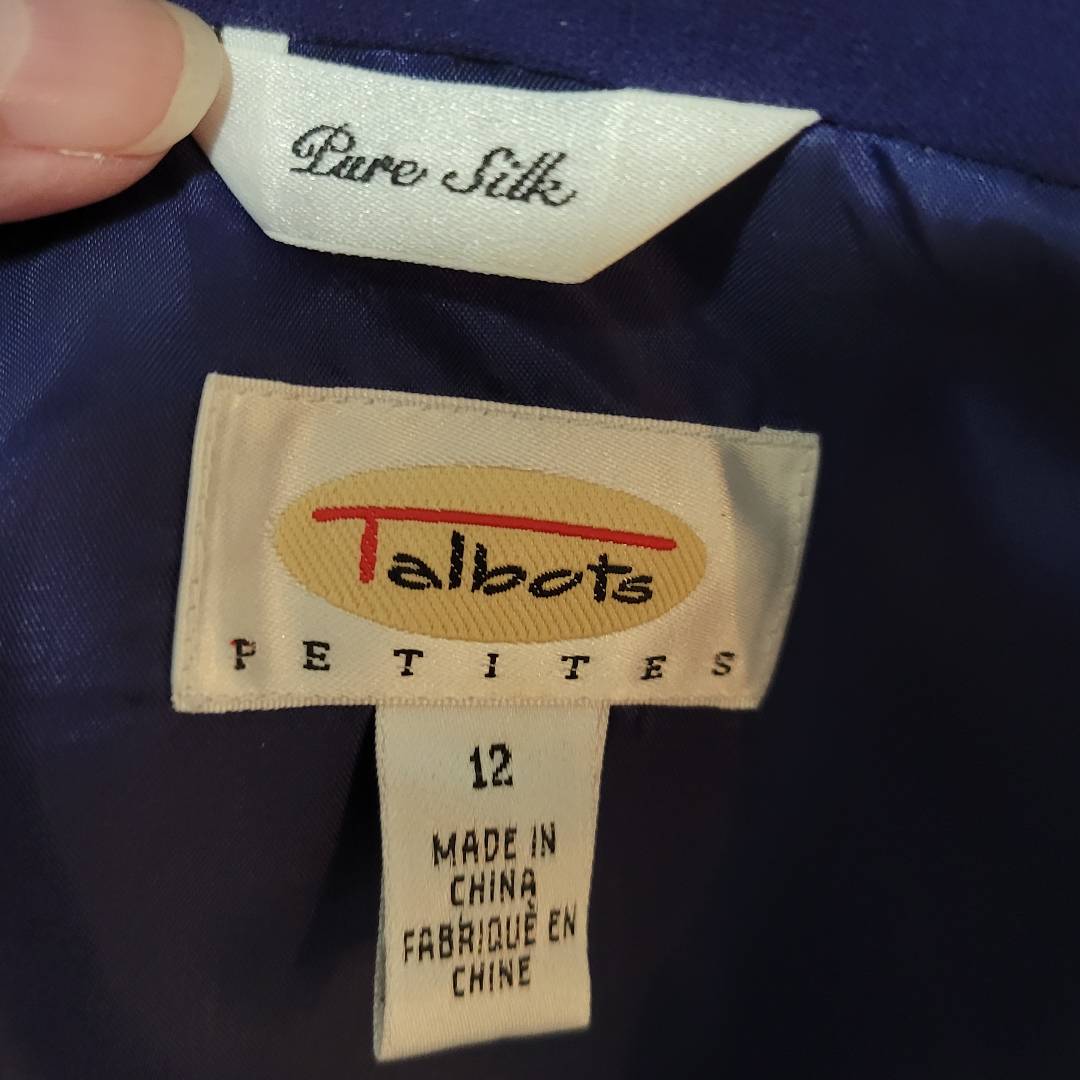 Pure Silk
Talbots
PETITES
12
MADE IN
CHINA
FABRIQUÉ EN
CHINE